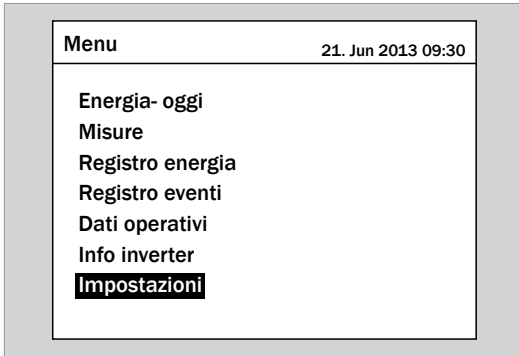 Menu 21. Jun 2013 09:30
Energia- oggi
Misure
Registro energia
Registro eventi
Dati operativi
Info inverter
Impostazioni